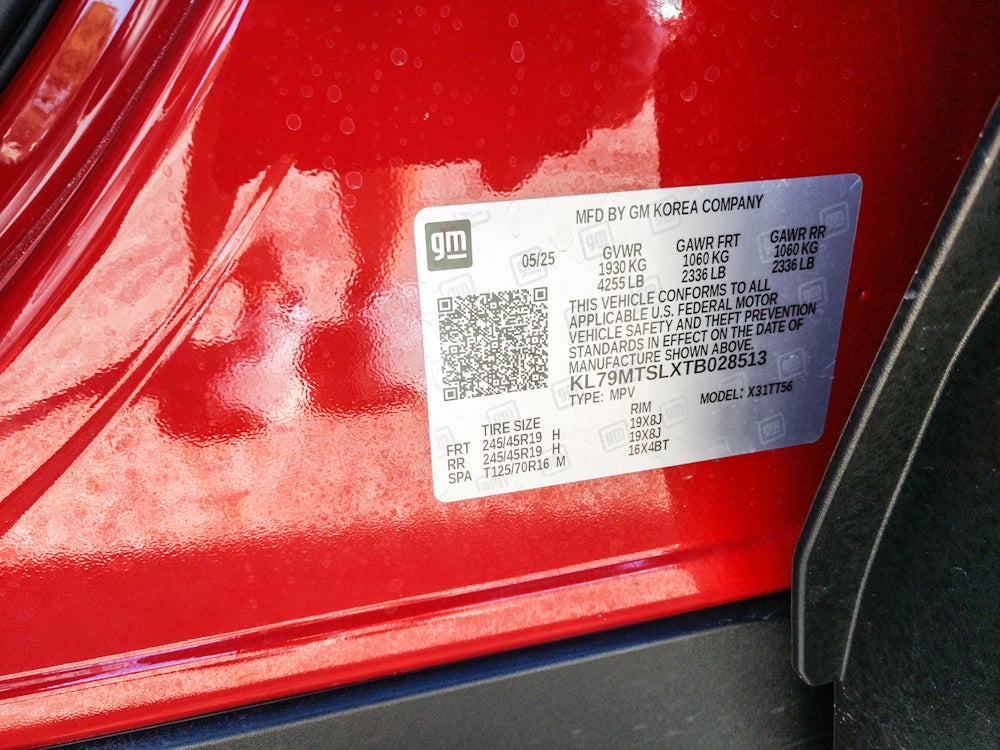 gm
MFD BY GM KOREA COMPANY
05/25
GVWR
1930 KG
4255 LB
GAWR FRT
1060 KG
2336 LB
GAWR RR
1060 KG
2336 LB
THIS VEHICLE CONFORMS TO ALL
APPLICABLE U.S. FEDERAL MOTOR
VEHICLE SAFETY AND THEFT PREVENTION
STANDARDS IN EFFECT ON THE DATE OF
MANUFACTURE SHOWN ABOVE.
KL79MTSLXTB028513
TYPE: MPV MODEL: X31TT56
TIRE SIZE RIM
FRT 245/45R19 H 19X8J
RR 245/45R19 H 19X8J
SPA T125/70R16 M 16X4BT